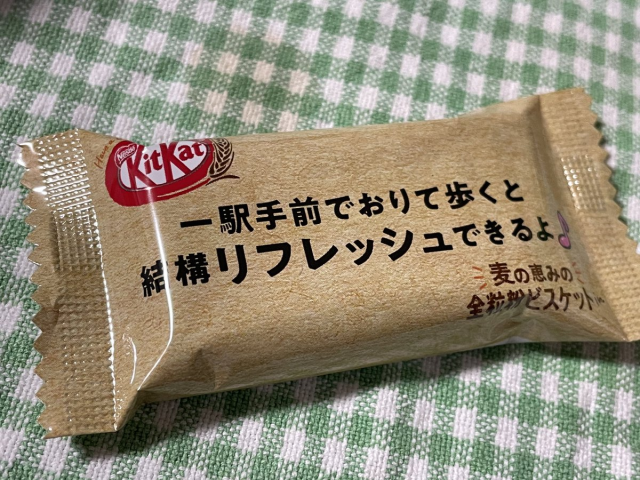 Nestlé
KitKat
一駅手前でおりて歩くと
結構リフレッシュできるよ♪
麦の恵みの
全粒粉ビスケット